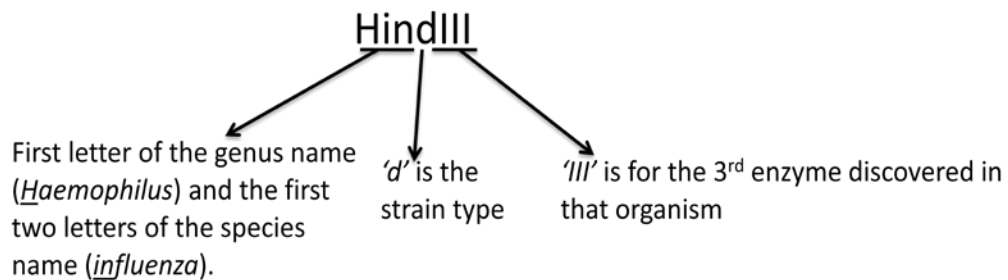 HindIII
First letter of the genus name
(Haemophilus) and the first
two letters of the species
name (influenza).
'd' is the
strain type
'III' is for the 3rd enzyme discovered in
that organism